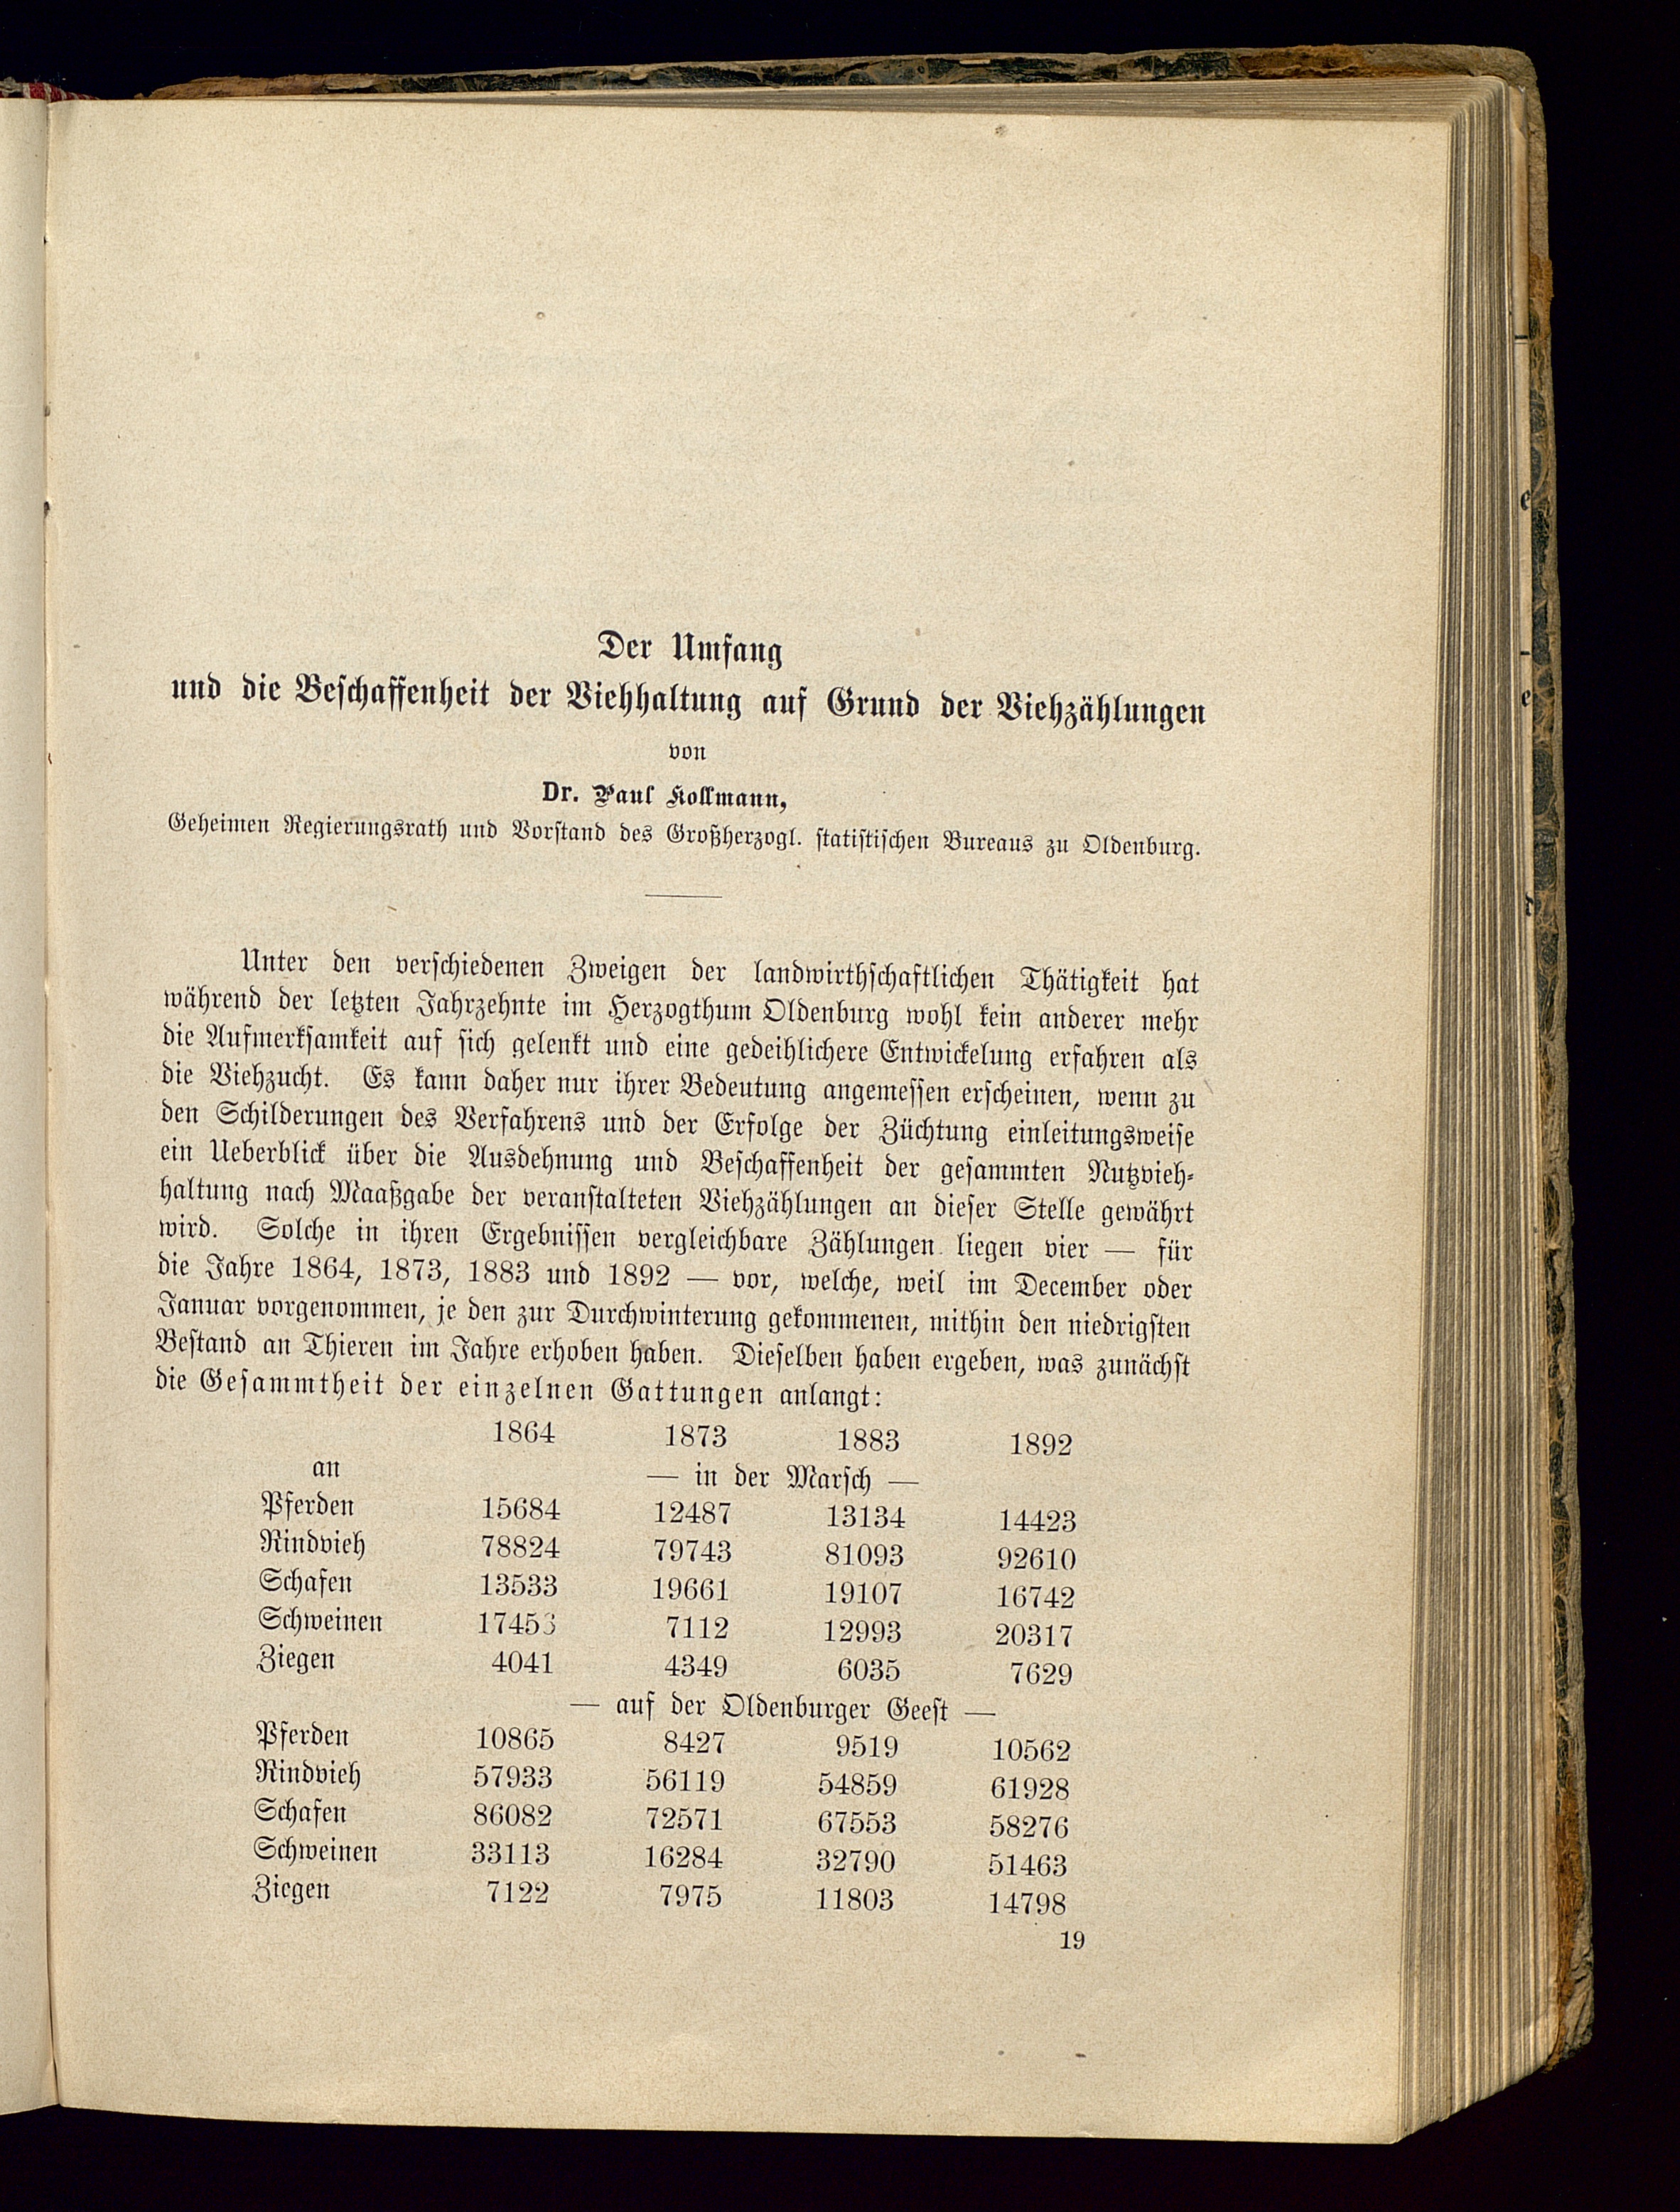 Der Umfang
und die Beschaffenheit der Viehhaltung auf Grund der Viehzählungen
von
Dr. Paul Kollmann,
Geheimen Regierungsrath und Vorstand des Großherzogl. statistischen Bureaus zu Oldenburg.
Unter den verschiedenen Zweigen der landwirthschaftlichen Thätigkeit hat
während der letzten Jahrzehnte im Herzogthum Oldenburg wohl kein anderer mehr
die Aufmerksamkeit auf sich gelenkt und eine gedeihlichere Entwickelung erfahren als
die Viehzucht. Es kann daher nur ihrer Bedeutung angemessen erscheinen, wenn zu
den Schilderungen des Verfahrens und der Erfolge der Züchtung einleitungsweise
ein Ueberblick über die Ausdehnung und Beschaffenheit der gesammten Nutzvieh-
haltung nach Maaßgabe der veranstalteten Viehzählungen an dieser Stelle gewährt
wird. Solche in ihren Ergebnissen vergleichbare Zählungen liegen vier — für
die Jahre 1864, 1873, 1883 und 1892 — vor, welche, weil im December oder
Januar vorgenommen, je den zur Durchwinterung gekommenen, mithin den niedrigsten
Bestand an Thieren im Jahre erhoben haben. Dieselben haben ergeben, was zunächst
die Gesammtheit der einzelnen Gattungen anlangt:
1864 1873 1883 1892
an — in der Marsch —
Pferden 15684 12487 13134 14423
Rindvieh 78824 79743 81093 92610
Schafen 13533 19661 19107 16742
Schweinen 17453 7112 12993 20317
Ziegen 4041 4349 6035 7629
— auf der Oldenburger Geest —
Pferden 10865 8427 9519 10562
Rindvieh 57933 56119 54859 61928
Schafen 86082 72571 67553 58276
Schweinen 33113 16284 32790 51463
Ziegen 7122 7975 11803 14798
19